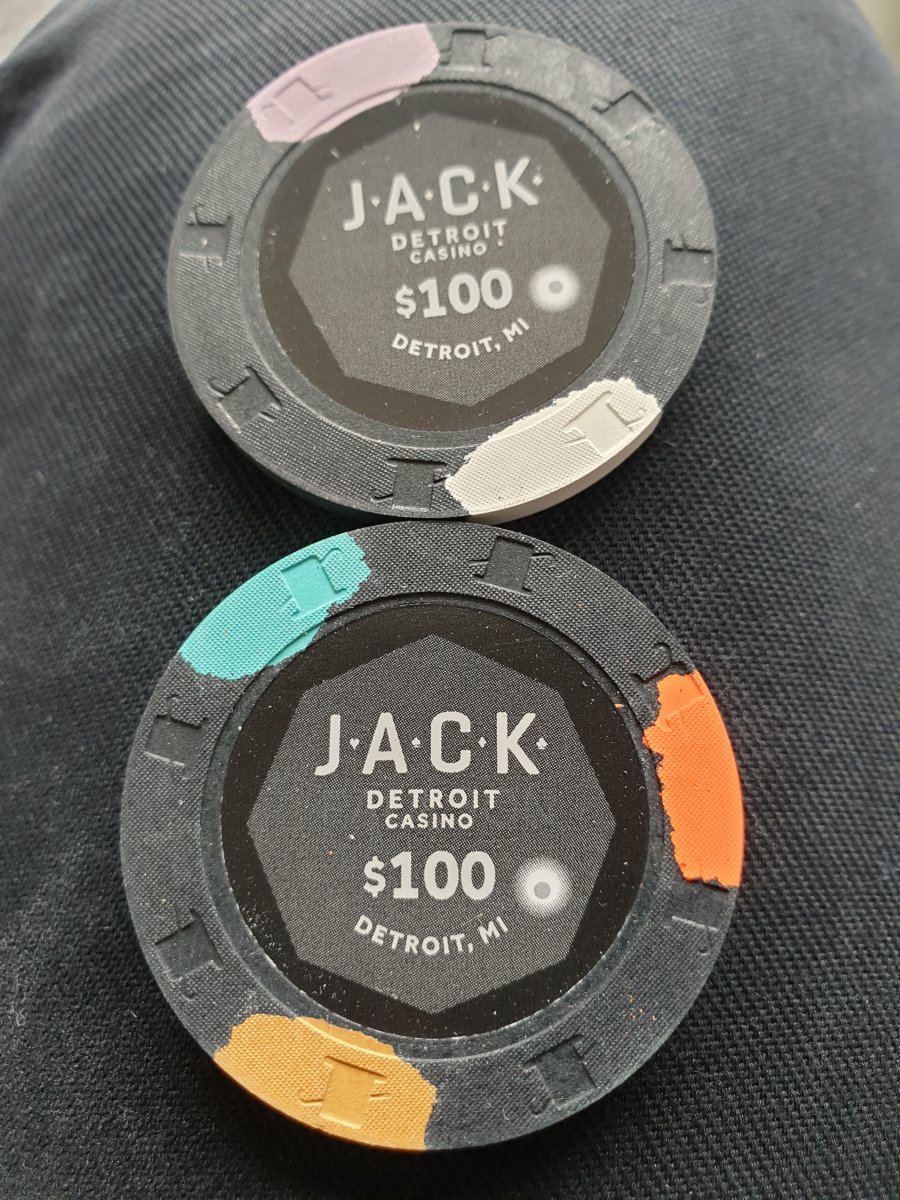 J·A·C·K·
DETROIT
CASINO
$100
DETROIT, MI
J♥A♠C♦K♣
DETROIT
CASINO
$100
DETROIT, MI